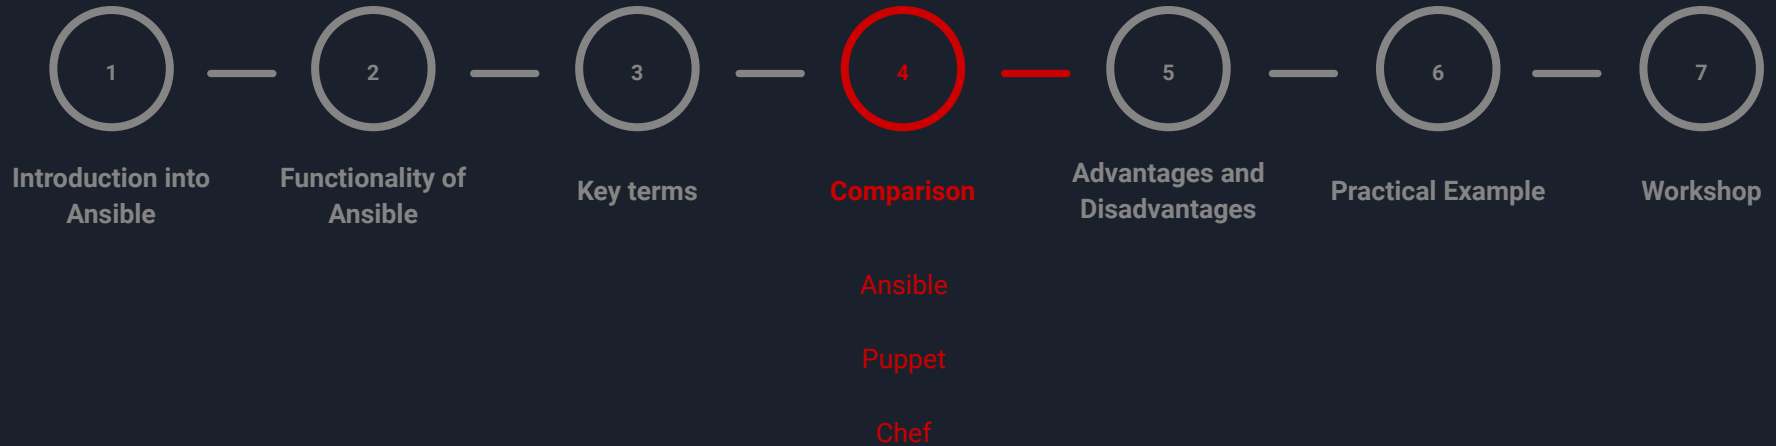 1
2
3
4
5
6
7
Introduction into
Ansible
Functionality of
Ansible
Key terms
Comparison
Advantages and
Disadvantages
Practical Example
Workshop
Ansible
Puppet
Chef